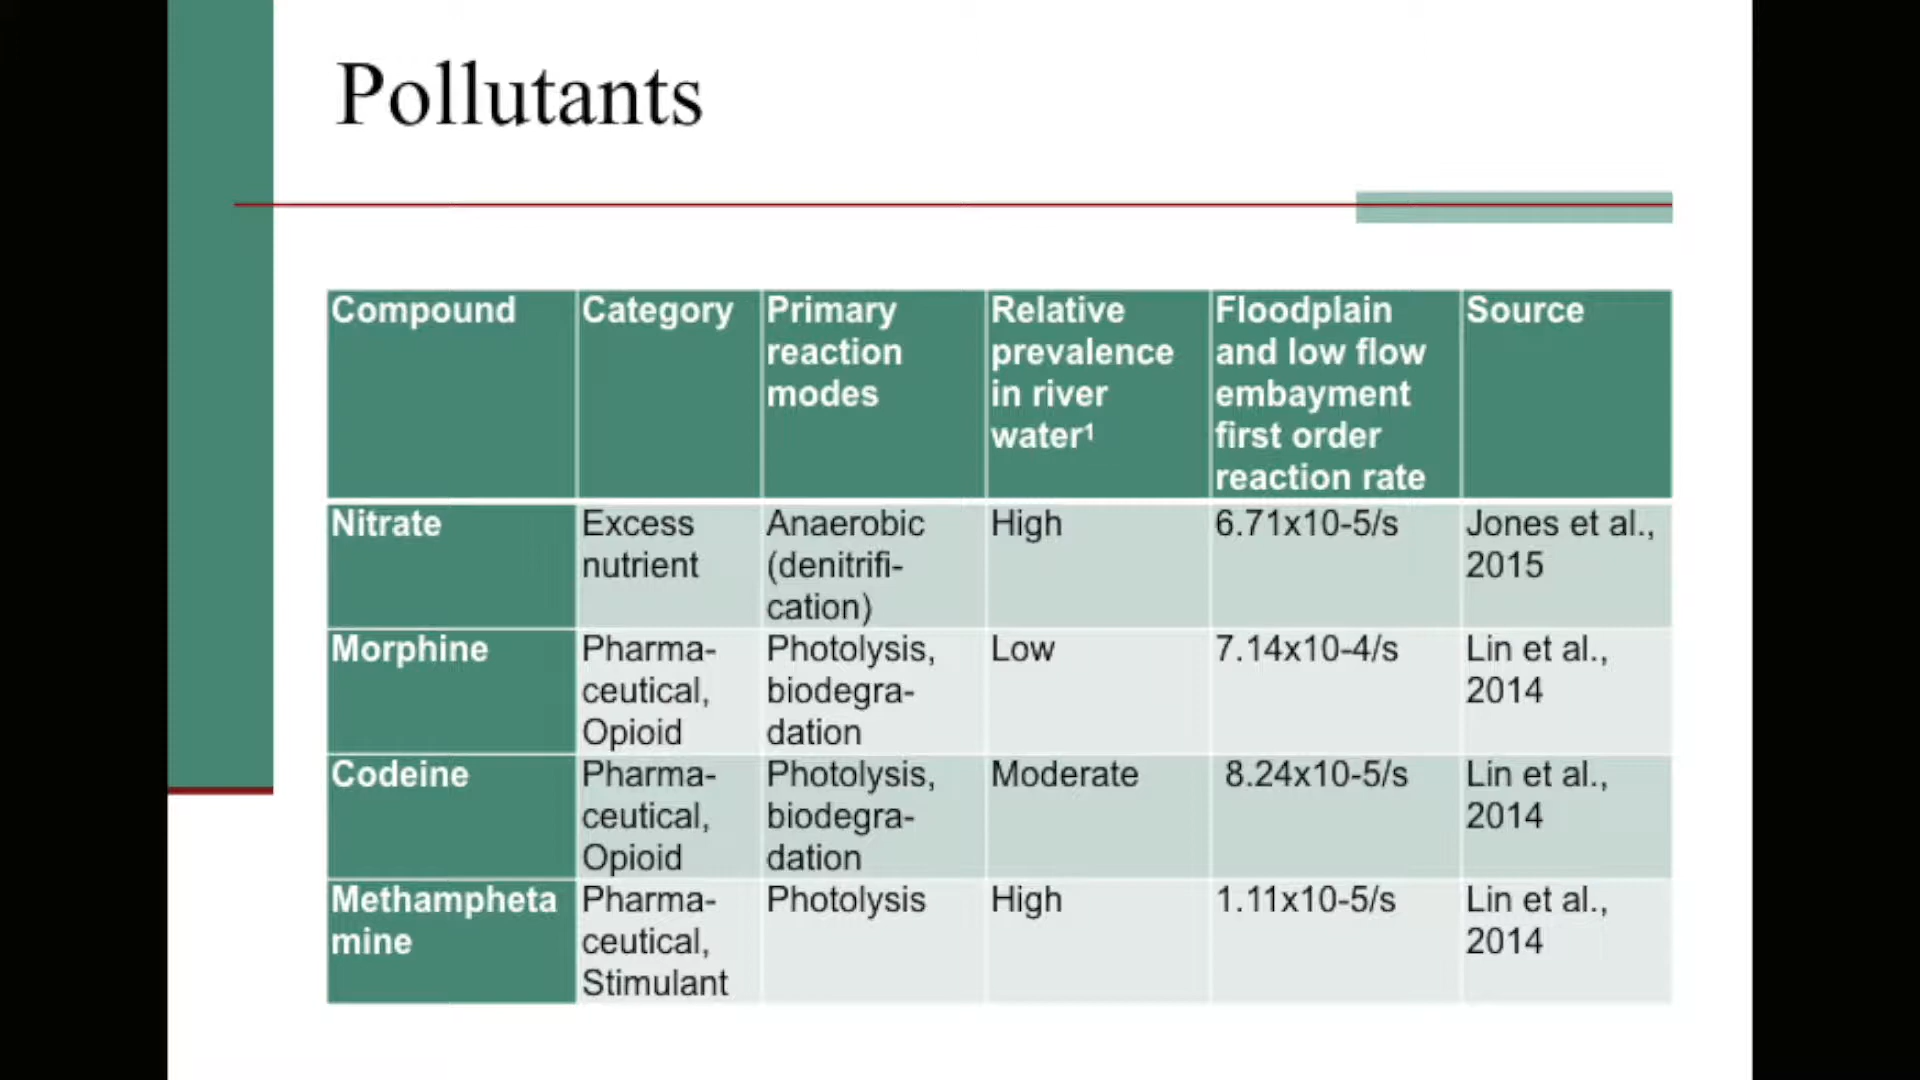 Pollutants
Compound
Category
Primary
reaction
modes
Relative
prevalence
in river
water¹
Floodplain
and low flow
embayment
first order
reaction rate
Source
Nitrate
Excess
nutrient
Anaerobic
(denitrifi-
cation)
High
6.71x10-5/s
Jones et al.,
2015
Morphine
Pharma-
ceutical,
Opioid
Photolysis,
biodegra-
dation
Low
7.14x10-4/s
Lin et al.,
2014
Codeine
Pharma-
ceutical,
Opioid
Photolysis,
biodegra-
dation
Moderate
8.24x10-5/s
Lin et al.,
2014
Methampheta
mine
Pharma-
ceutical,
Stimulant
Photolysis
High
1.11x10-5/s
Lin et al.,
2014